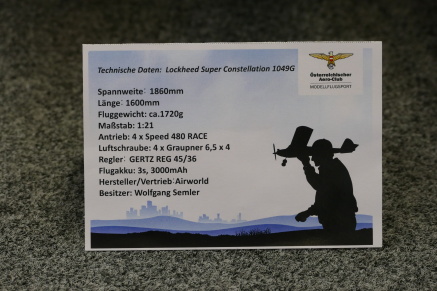 Technische Daten: Lockheed Super Constellation 1049G
Österreichischer
Aero-Club
MODELLFLUGSPORT
Spannweite: 1860mm
Länge: 1600mm
Fluggewicht: ca.1720g
Maßstab: 1:21
Antrieb: 4 x Speed 480 RACE
Luftschraube: 4 x Graupner 6,5 x 4
Regler: GERTZ REG 45/36
Flugakku: 3s, 3000mAh
Hersteller/Vertrieb:Airworld
Besitzer: Wolfgang Semler